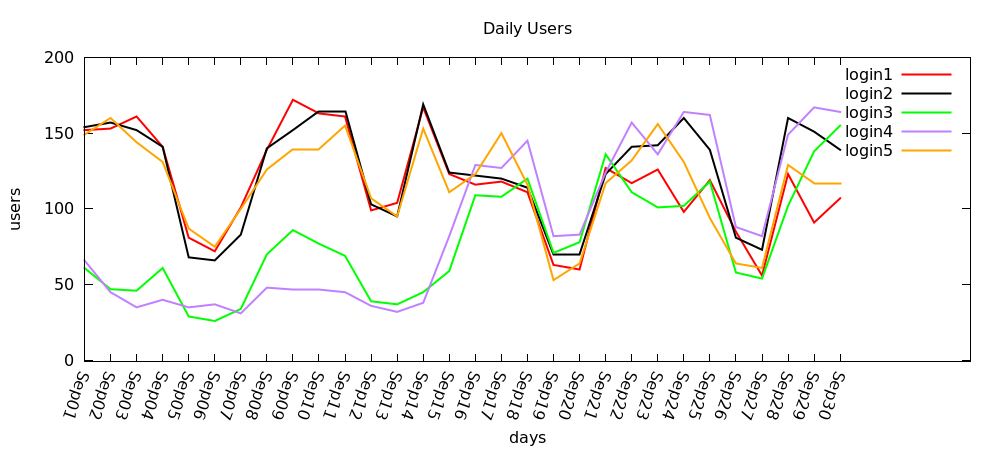 Daily Users
200
150
100
50
0
users
login1
login2
login3
login4
login5
Sep01
Sep02
Sep03
Sep04
Sep05
Sep06
Sep07
Sep08
Sep09
Sep10
Sep11
Sep12
Sep13
Sep14
Sep15
Sep16
Sep17
Sep18
Sep19
Sep20
Sep21
Sep22
Sep23
Sep24
Sep25
Sep26
Sep27
Sep28
Sep29
Sep30
days